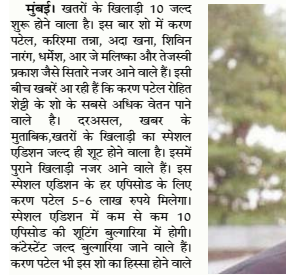 मुंबई। खतरों के खिलाड़ी 10 जल्द
शुरू होने वाला है। इस बार शो में करण
पटेल, करिश्मा तन्ना, अदा खना, शिविन
नारंग, धर्मेश, आर जे मलिष्का और तेजस्वी
प्रकाश जैसे सितारे नजर आने वाले हैं। इसी
बीच खबरें आ रही हैं कि करण पटेल रोहित
शेट्टी के शो के सबसे अधिक वेतन पाने
वाले है। दरअसल, खबर के
मुताबिक,खतरों के खिलाड़ी का स्पेशल
एडिशन जल्द ही शूट होने वाला है। इसमें
पुराने खिलाड़ी नजर आने वाले हैं। इस
स्पेशल एडिशन के हर एपिसोड के लिए
करण पटेल 5-6 लाख रुपये मिलेगा।
स्पेशल एडिशन में कम से कम 10
एपिसोड की शूटिंग बुल्गारिया में होगी।
कंटेस्टेंट जल्द बुल्गारिया जाने वाले हैं।
करण पटेल भी इस शो का हिस्सा होने वाले